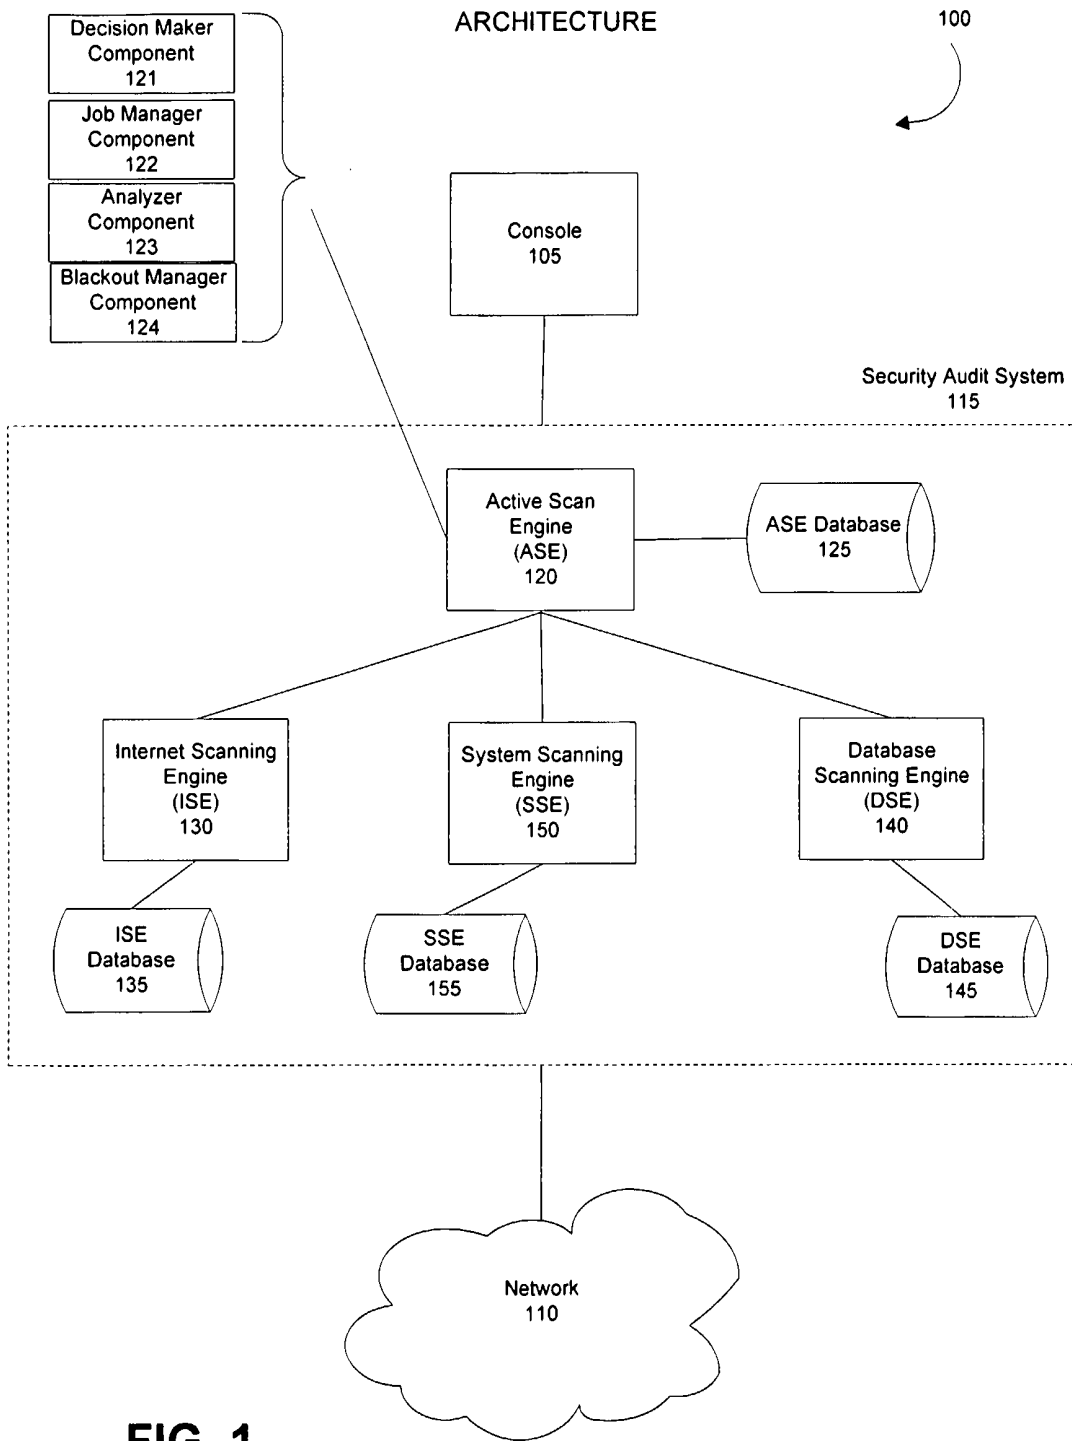 ARCHITECTURE
100
Decision Maker
Component
121
Job Manager
Component
122
Analyzer
Component
123
Blackout Manager
Component
124
Console
105
Security Audit System
115
Active Scan
Engine
(ASE)
120
ASE Database
125
Internet Scanning
Engine
(ISE)
130
System Scanning
Engine
(SSE)
150
Database
Scanning Engine
(DSE)
140
ISE
Database
135
SSE
Database
155
DSE
Database
145
Network
110
FIG. 1